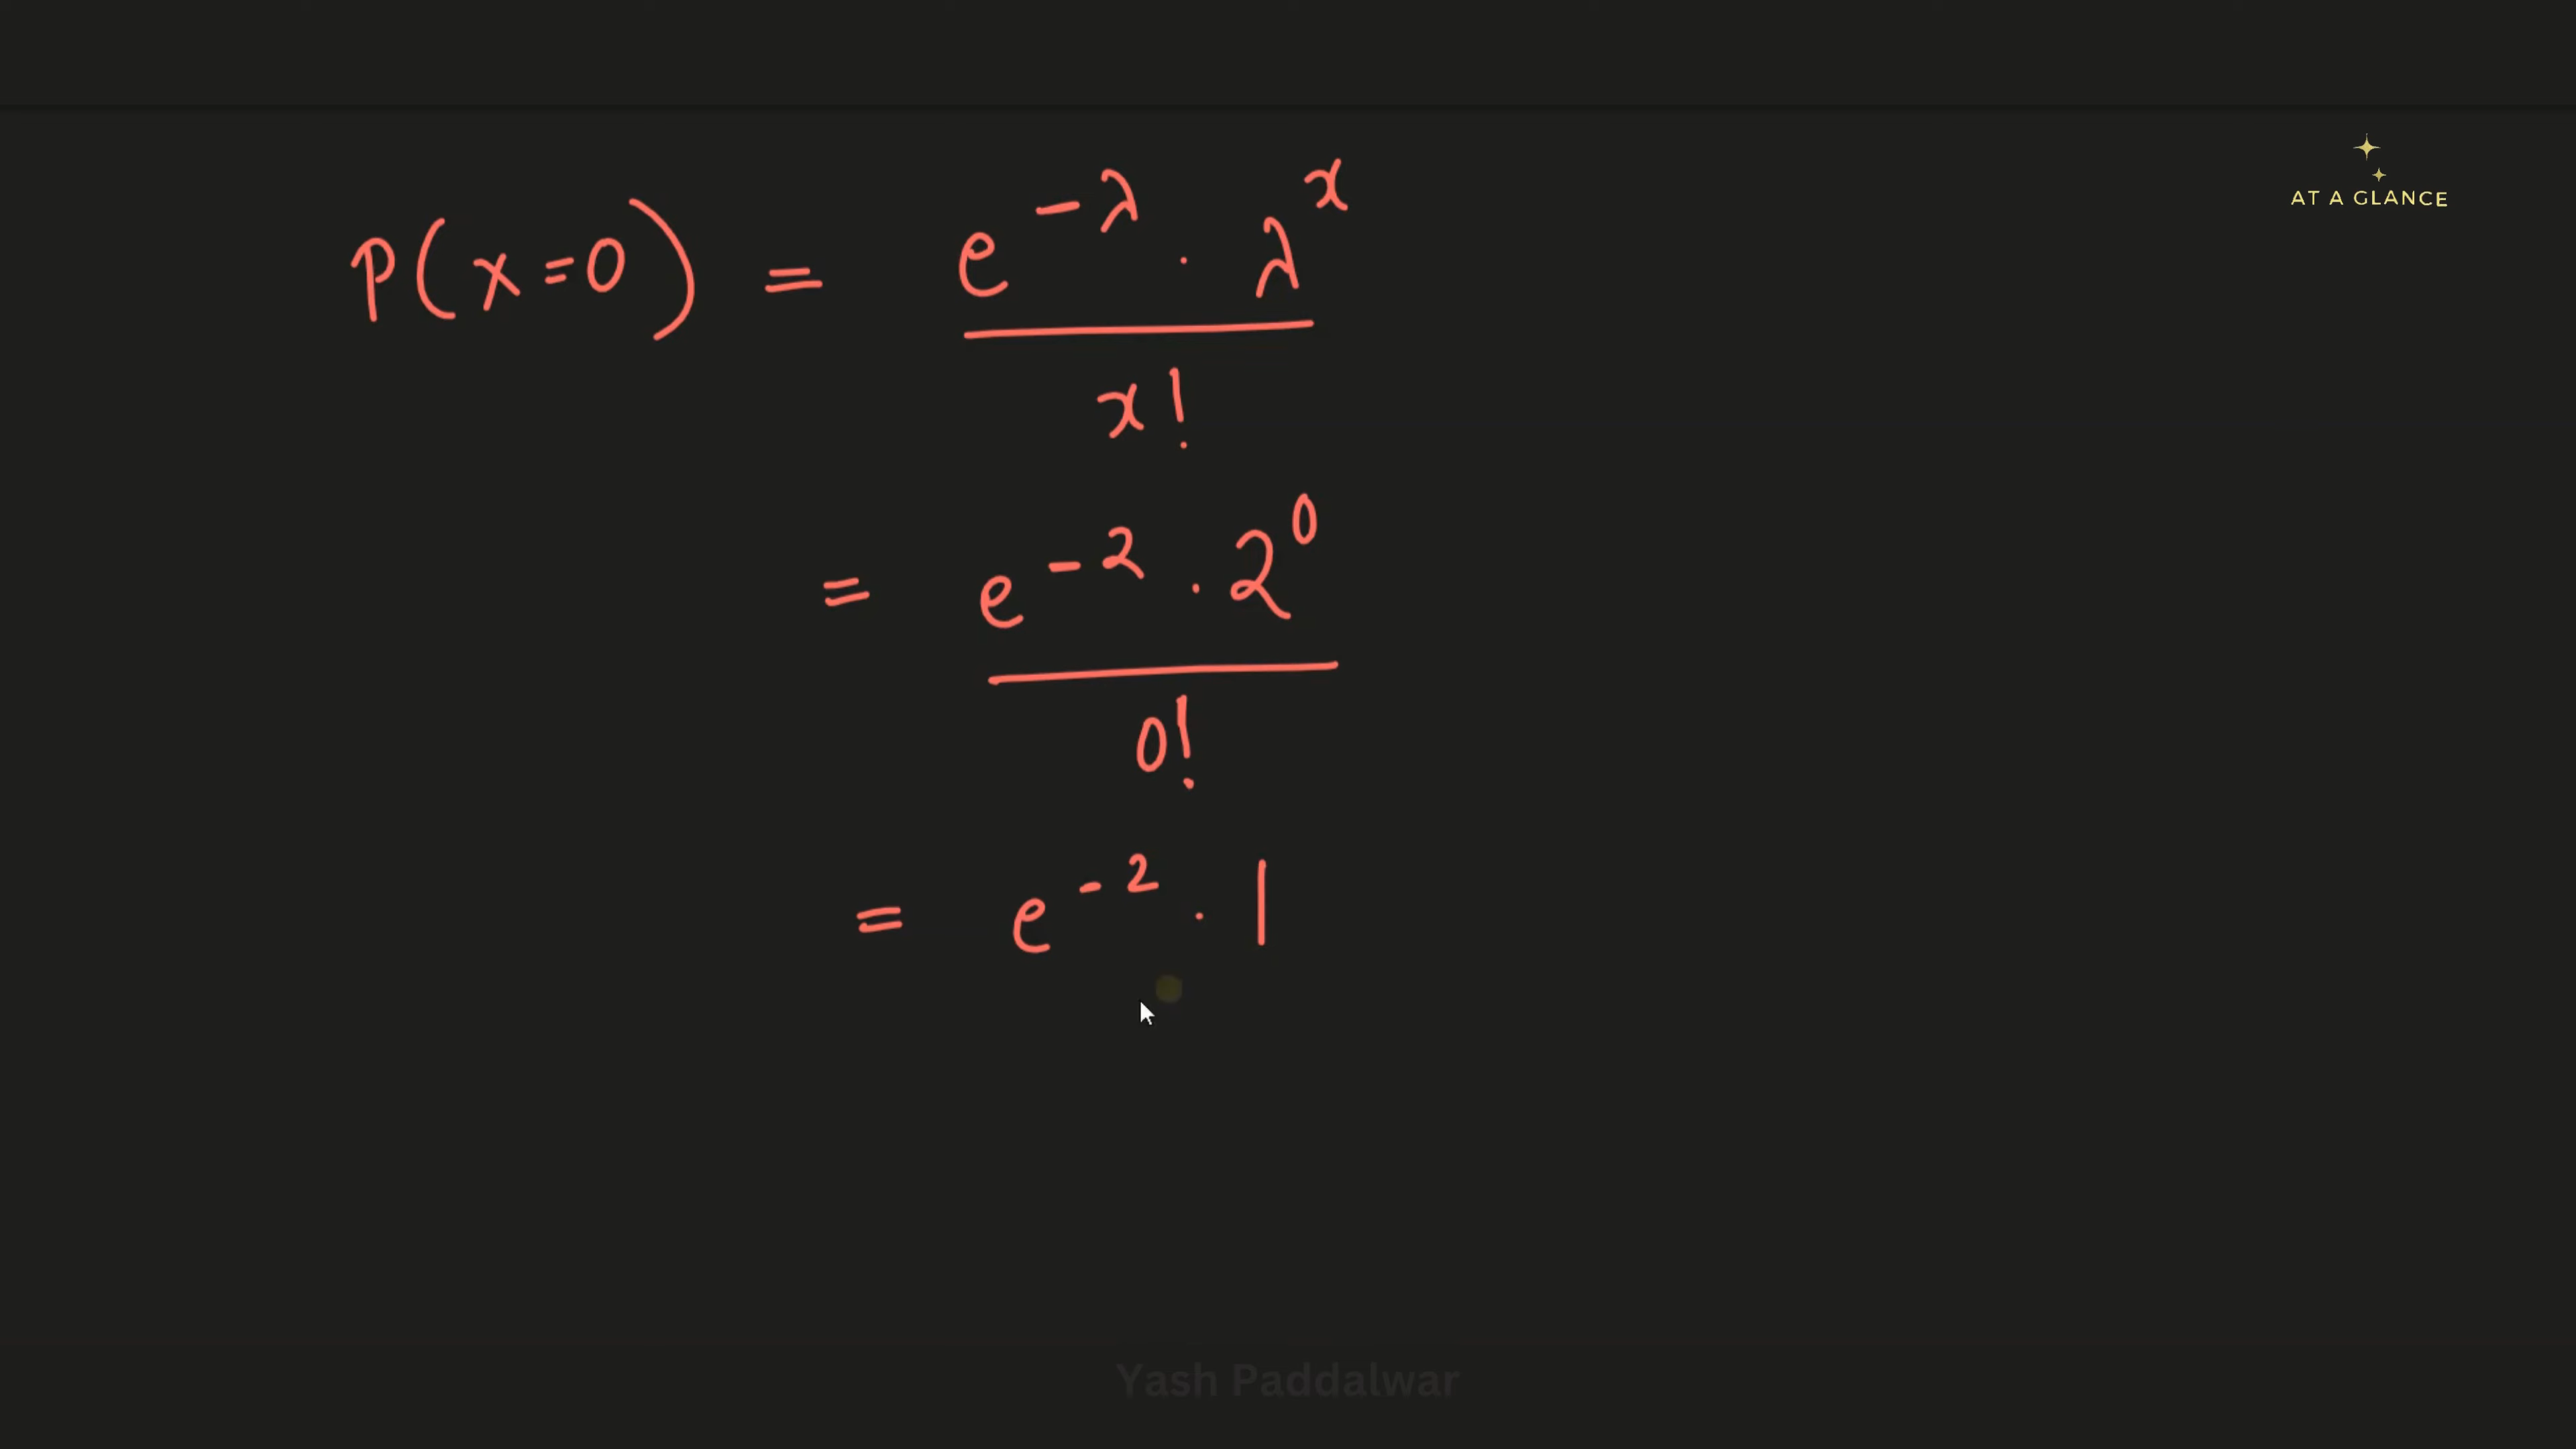 AT A GLANCE
P(x=0) = e^{-λ} · λ^x / x!
= e^{-2} · 2^0 / 0!
= e^{-2} · 1
Yash Paddalwar